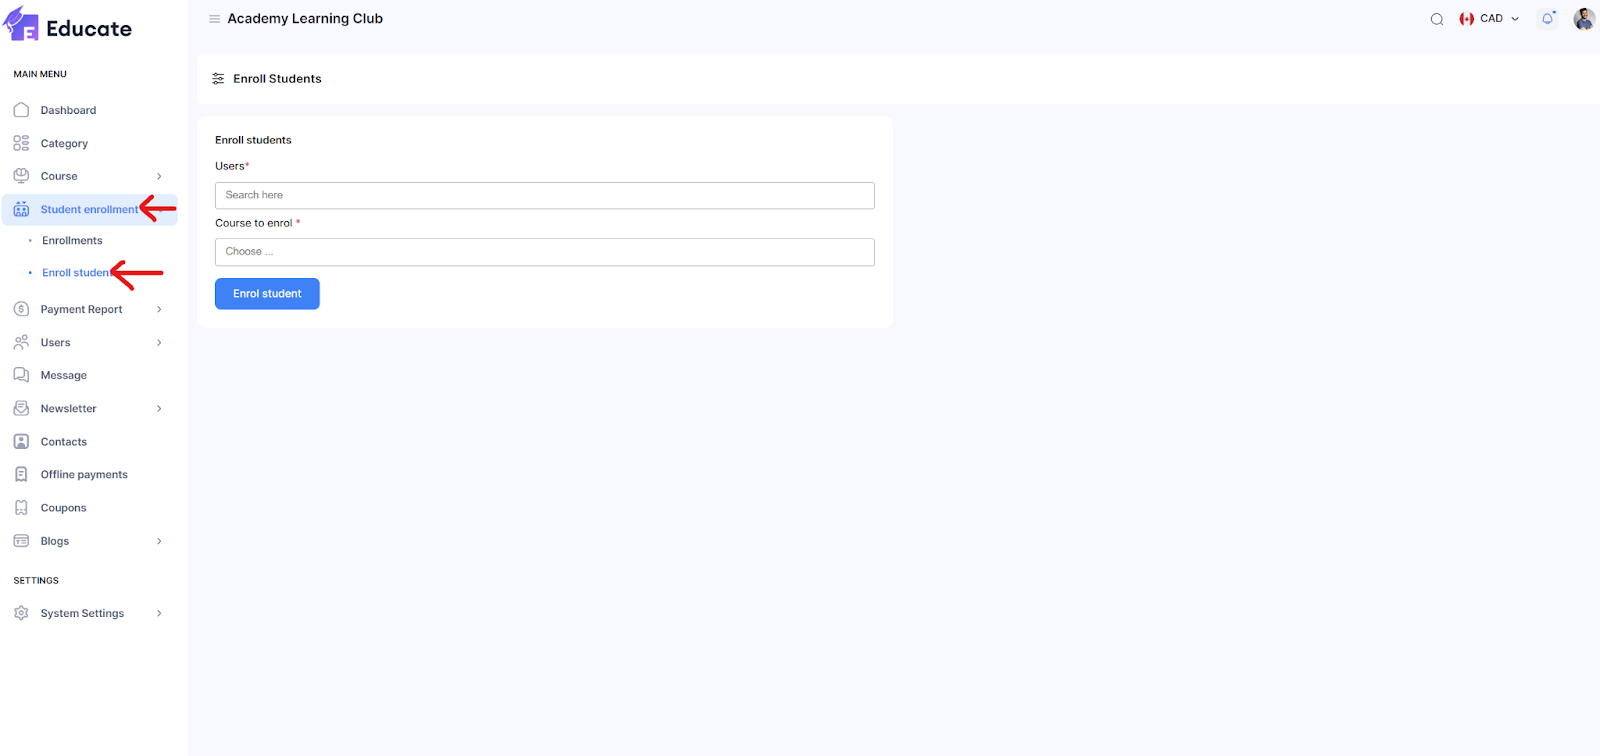 Educate
Academy Learning Club
CAD
MAIN MENU
Dashboard
Category
Course
Student enrollment
Enrollments
Enroll student
Payment Report
Users
Message
Newsletter
Contacts
Offline payments
Coupons
Blogs
SETTINGS
System Settings
Enroll Students
Enroll students
Users*
Search here
Course to enrol *
Choose ...
Enrol student